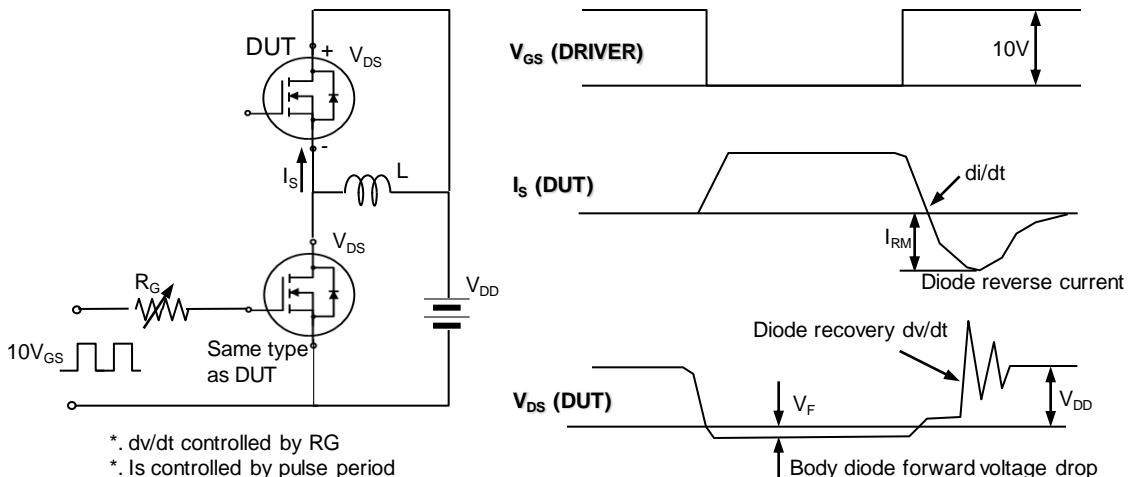 DUT
+
V_DS
-
I_S
L
V_DS
R_G
V_DD
10V_GS
Same type
as DUT
*. dv/dt controlled by RG
*. Is controlled by pulse period
V_GS (DRIVER)
10V
I_S (DUT)
di/dt
I_RM
Diode reverse current
Diode recovery dv/dt
V_DS (DUT)
V_F
V_DD
Body diode forward voltage drop